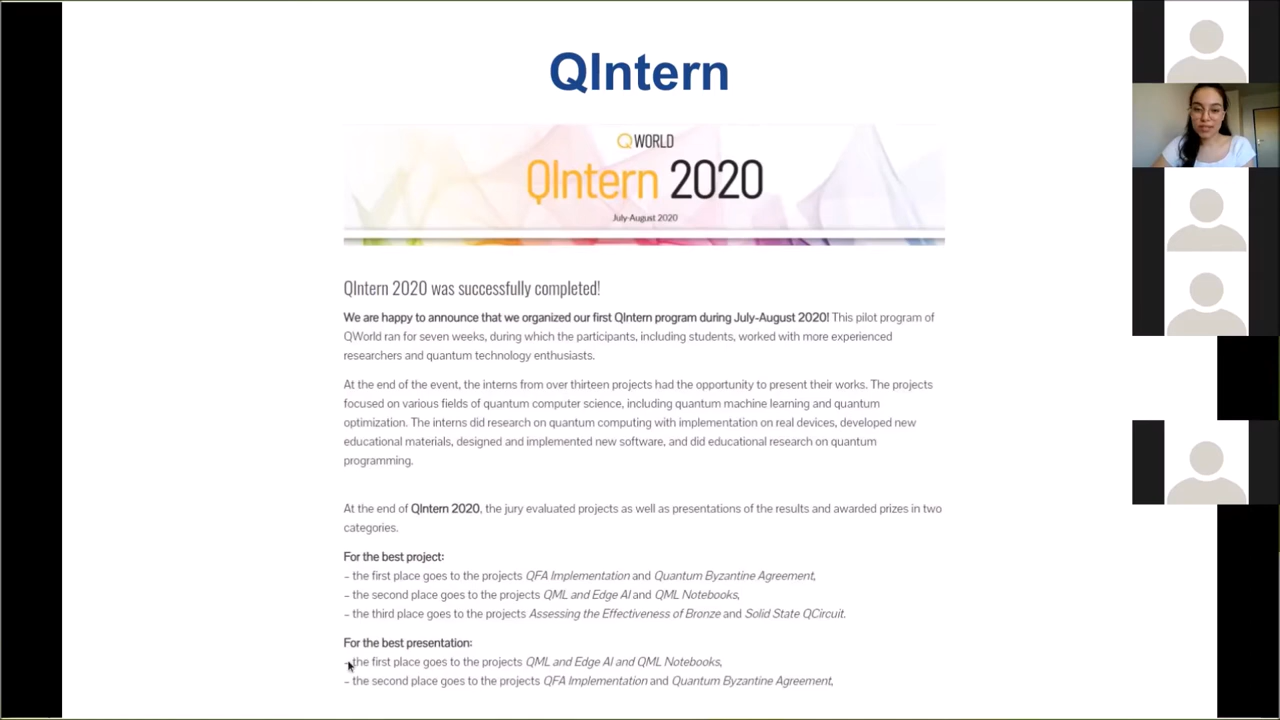 QIntern
QWORLD
QIntern 2020
July-August 2020
QIntern 2020 was successfully completed!
We are happy to announce that we organized our first QIntern program during July-August 2020! This pilot program of
QWorld ran for seven weeks, during which the participants, including students, worked with more experienced
researchers and quantum technology enthusiasts.
At the end of the event, the interns from over thirteen projects had the opportunity to present their works. The projects
focused on various fields of quantum computer science, including quantum machine learning and quantum
optimization. The interns did research on quantum computing with implementation on real devices, developed new
educational materials, designed and implemented new software, and did educational research on quantum
programming.
At the end of QIntern 2020, the jury evaluated projects as well as presentations of the results and awarded prizes in two
categories.
For the best project:
– the first place goes to the projects QFA Implementation and Quantum Byzantine Agreement,
– the second place goes to the projects QML and Edge AI and QML Notebooks,
– the third place goes to the projects Assessing the Effectiveness of Bronze and Solid State QCircuit.
For the best presentation:
– the first place goes to the projects QML and Edge AI and QML Notebooks,
– the second place goes to the projects QFA Implementation and Quantum Byzantine Agreement,